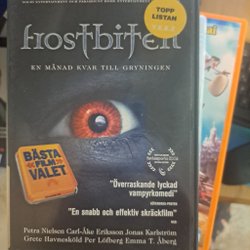 TOPP
LISTAN
frostbiten
EN MÅNAD KVAR TILL GRYNINGEN
BÄSTA
FILM
VALET
"Överraskande lyckad
vampyrkomedi"
"En snabb och effektiv skräckfilm"
Petra Nielsen Carl-Åke Eriksson Jonas Karlström
Grete Havnesköld Per Löfberg Emma T. Åberg